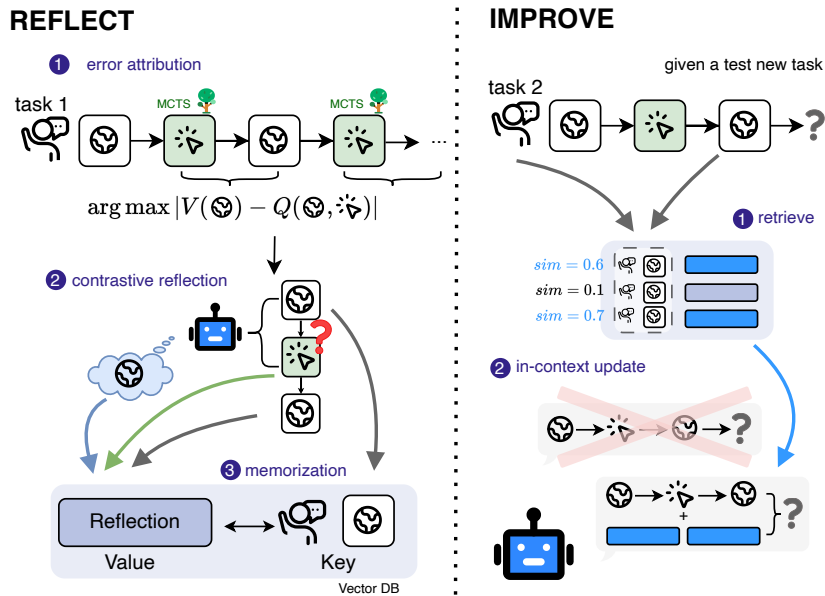 REFLECT
1 error attribution
task 1
MCTS
MCTS
...
arg max |V( ) − Q( , )|
2 contrastive reflection
?
3 memorization
Reflection
Value
Key
Vector DB
IMPROVE
given a test new task
task 2
?
1 retrieve
sim = 0.6
sim = 0.1
sim = 0.7
2 in-context update
?
+
?